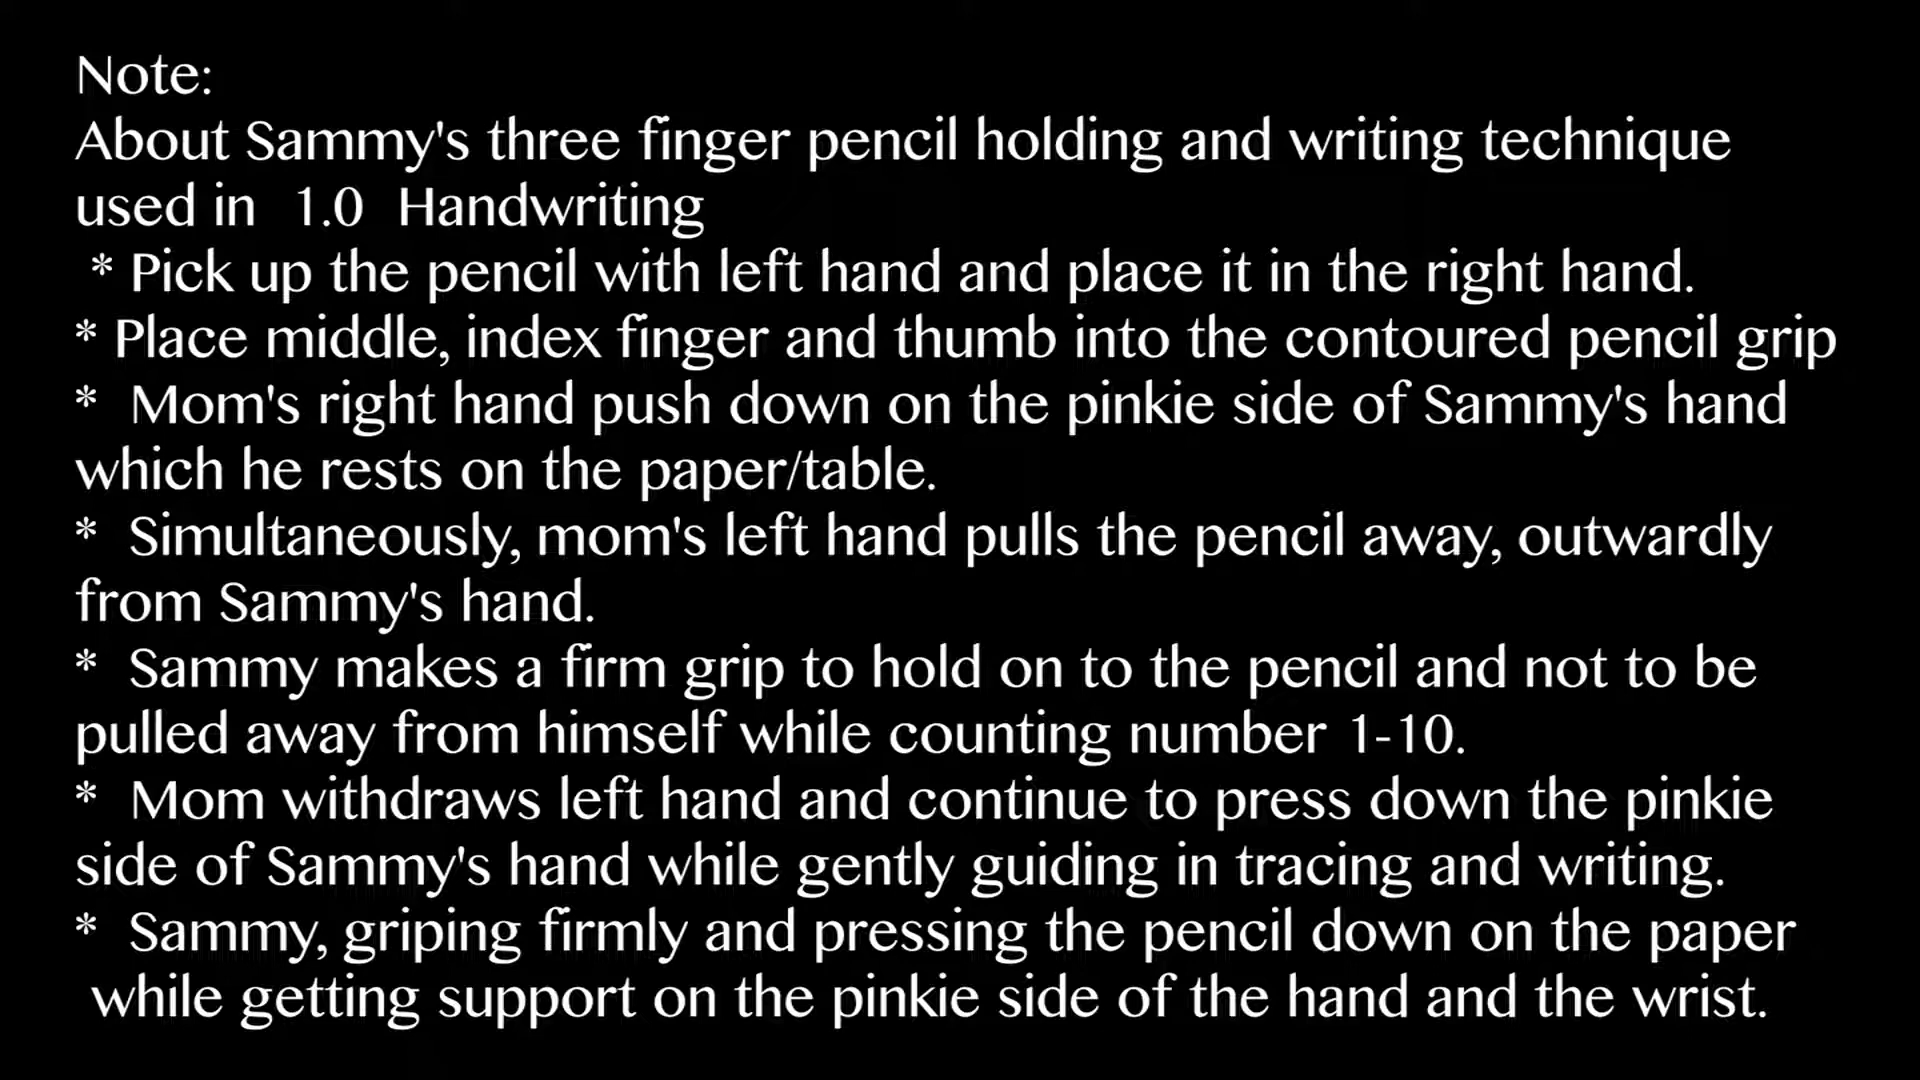 Note:
About Sammy's three finger pencil holding and writing technique
used in  1.0  Handwriting
* Pick up the pencil with left hand and place it in the right hand.
* Place middle, index finger and thumb into the contoured pencil grip
*  Mom's right hand push down on the pinkie side of Sammy's hand
which he rests on the paper/table.
*  Simultaneously, mom's left hand pulls the pencil away, outwardly
from Sammy's hand.
*  Sammy makes a firm grip to hold on to the pencil and not to be
pulled away from himself while counting number 1-10.
*  Mom withdraws left hand and continue to press down the pinkie
side of Sammy's hand while gently guiding in tracing and writing.
*  Sammy, griping firmly and pressing the pencil down on the paper
while getting support on the pinkie side of the hand and the wrist.